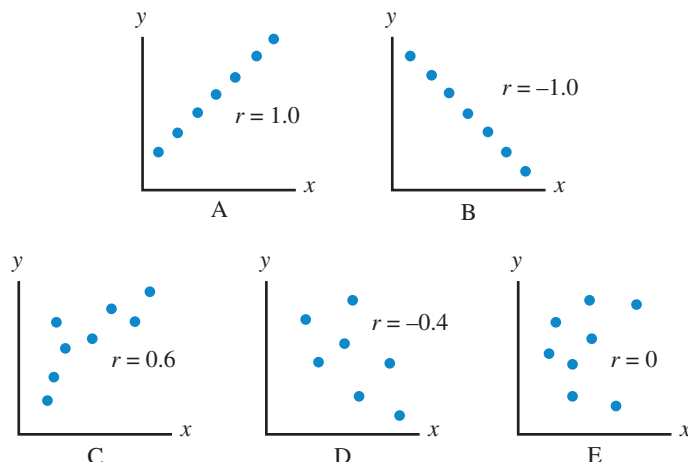 y
r = 1.0
x
A
y
r = –1.0
x
B
y
r = 0.6
x
C
y
r = –0.4
x
D
y
r = 0
x
E